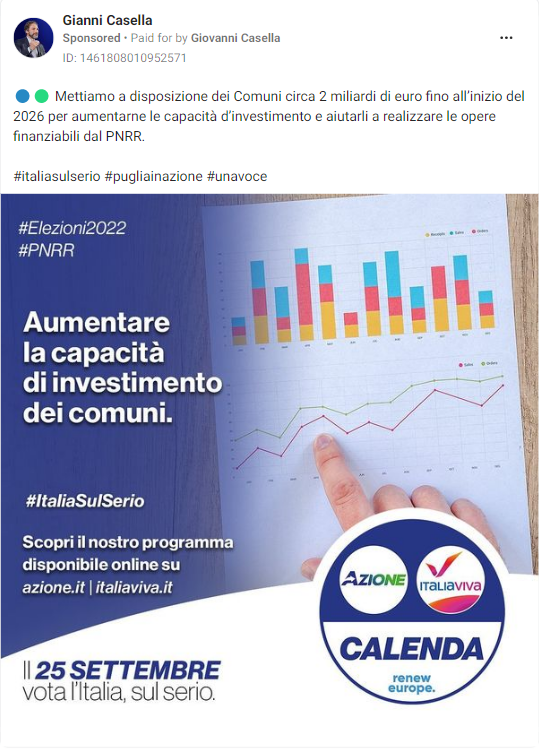 Gianni Casella
Sponsored • Paid for by Giovanni Casella
ID: 1461808010952571
🔵🟢 Mettiamo a disposizione dei Comuni circa 2 miliardi di euro fino all'inizio del
2026 per aumentarne le capacità d'investimento e aiutarli a realizzare le opere
finanziabili dal PNRR.
#italiasulserio #pugliainazione #unavoce
#Elezioni2022
#PNRR
Aumentare
la capacità
di investimento
dei comuni.
#ItaliaSulSerio
Scopri il nostro programma
disponibile online su
azione.it | italiaviva.it
AZIONE
ITALIAVIVA
CALENDA
renew
europe.
Il 25 SETTEMBRE
vota l'Italia, sul serio.